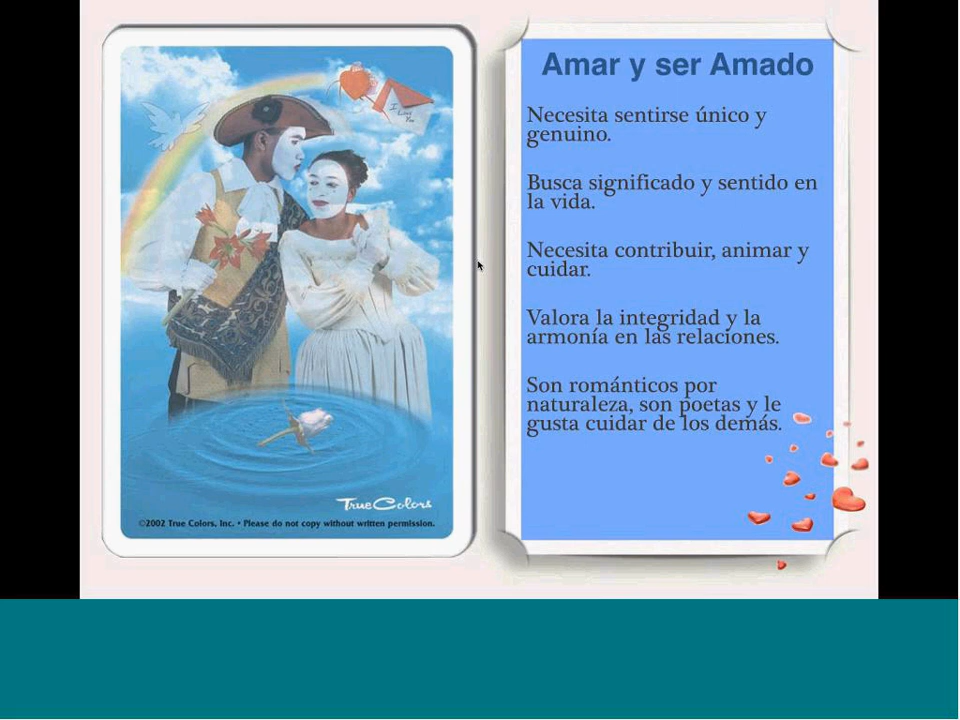 I
Love
You
True Colors
©2002 True Colors, Inc. • Please do not copy without written permission.
Amar y ser Amado
Necesita sentirse único y
genuino.
Busca significado y sentido en
la vida.
Necesita contribuir, animar y
cuidar.
Valora la integridad y la
armonía en las relaciones.
Son románticos por
naturaleza, son poetas y le
gusta cuidar de los demás.